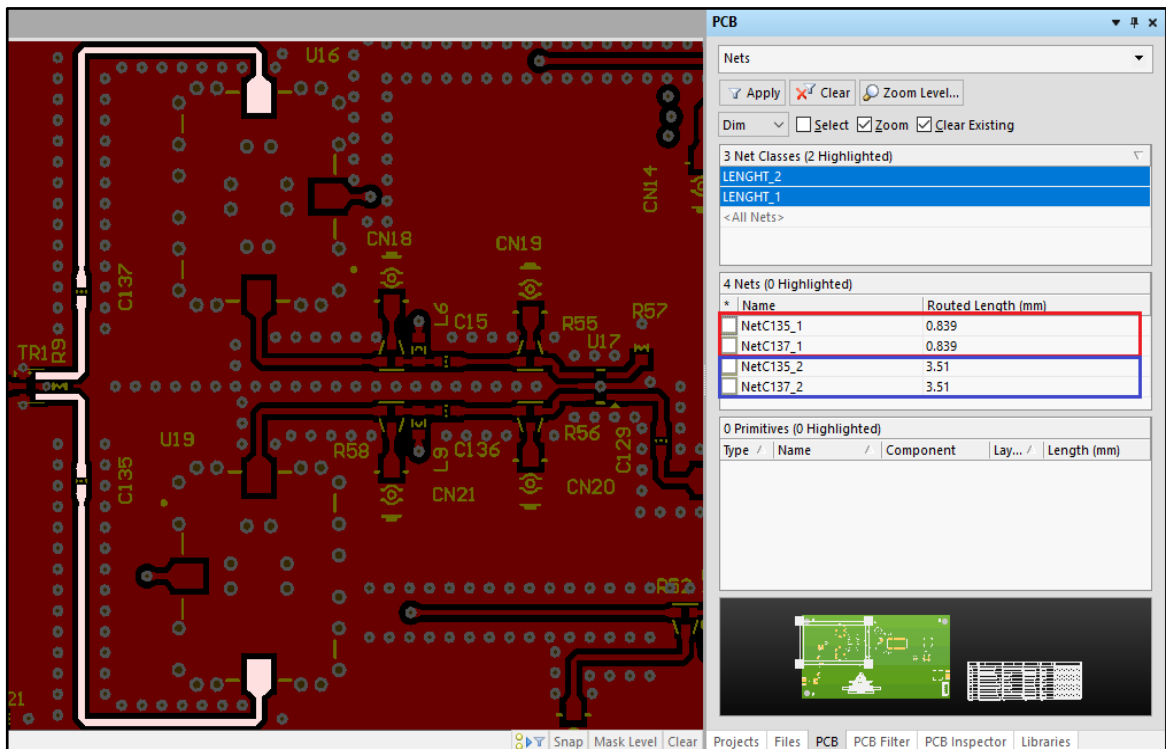 U16
CN14
CN18
CN19
C137
L6
C15
R55
R57
U17
TR1
R9
U19
R58
L9
C136
R56
C129
C135
CN21
CN20
R52
21
Snap Mask Level Clear
PCB
Nets
Apply Clear Zoom Level...
Dim Select Zoom Clear Existing
3 Net Classes (2 Highlighted)
LENGHT_2
LENGHT_1
<All Nets>
4 Nets (0 Highlighted)
* Name Routed Length (mm)
NetC135_1 0.839
NetC137_1 0.839
NetC135_2 3.51
NetC137_2 3.51
0 Primitives (0 Highlighted)
Type Name Component Lay... Length (mm)
Projects Files PCB PCB Filter PCB Inspector Libraries